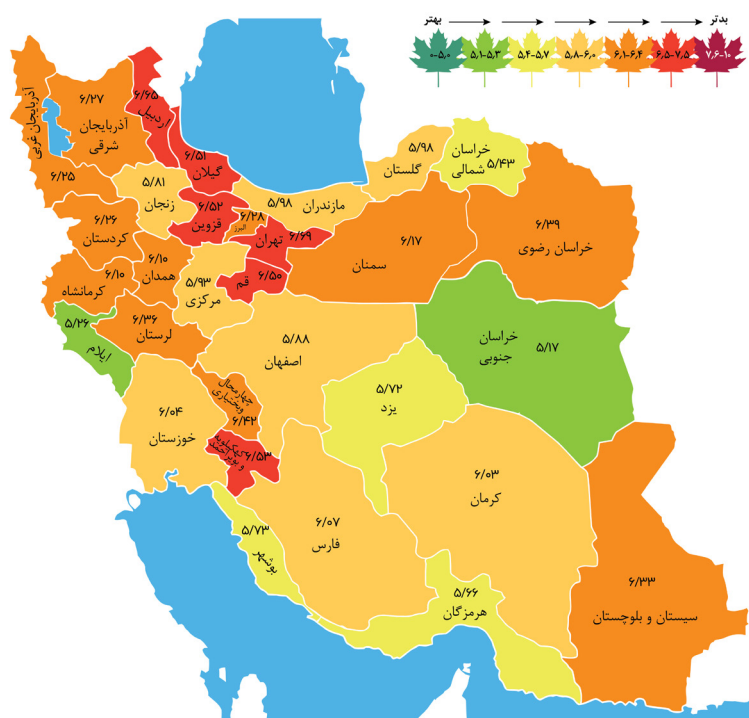 بهتر
بدتر
۰-۵,۰
۵,۱-۵,۳
۵,۴-۵,۷
۵,۸-۶,۰
۶,۱-۶,۴
۶,۵-۷,۵
۷,۶-۱۰
آذربایجان غربی
۶/۲۵
۶/۲۷
آذربایجان
شرقی
۶/۶۵
اردبیل
۶/۵۱
گیلان
۵/۸۱
زنجان
۶/۵۲
قزوین
۶/۲۸
البرز
۵/۹۸
مازندران
۶/۶۹
تهران
۵/۹۸
گلستان
خراسان
شمالی
۵/۴۳
۶/۳۹
خراسان رضوی
۶/۱۷
سمنان
۶/۲۶
کردستان
۶/۱۰
همدان
۶/۱۰
کرمانشاه
۵/۹۳
مرکزی
۶/۵۰
قم
۵/۲۶
ایلام
۶/۳۶
لرستان
۵/۸۸
اصفهان
خراسان
جنوبی
۵/۱۷
۵/۷۲
یزد
چهارمحال
وبختیاری
۶/۴۲
۶/۰۴
خوزستان
کهگیلویه
و بویراحمد
۶/۵۳
۶/۰۳
کرمان
۶/۰۷
فارس
۵/۷۳
بوشهر
۵/۶۶
هرمزگان
۶/۳۳
سیستان و بلوچستان